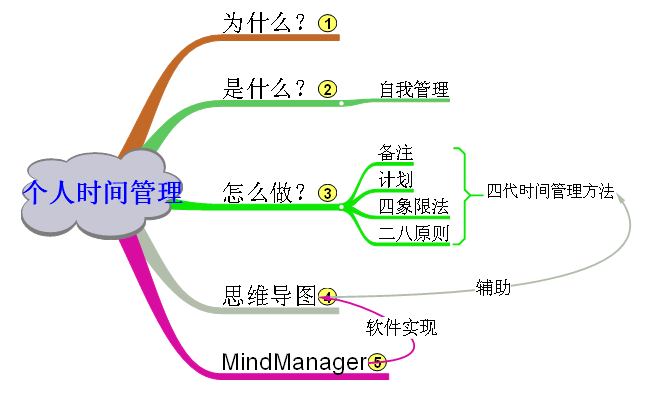 个人时间管理
为什么？ 1
是什么？ 2
自我管理
怎么做？ 3
备注
计划
四象限法
二八原则
四代时间管理方法
思维导图 4
辅助
软件实现
MindManager 5